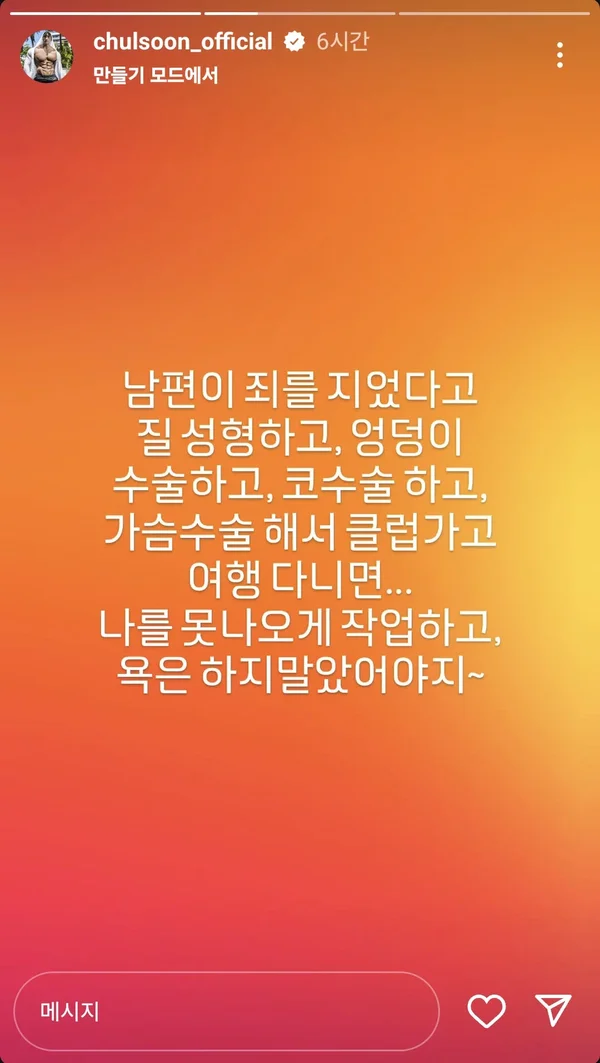 chulsoon_official 6시간
만들기 모드에서
남편이 죄를 지었다고
질 성형하고, 엉덩이
수술하고, 코수술 하고,
가슴수술 해서 클럽가고
여행 다니면...
나를 못나오게 작업하고,
욕은 하지말았어야지~
메시지